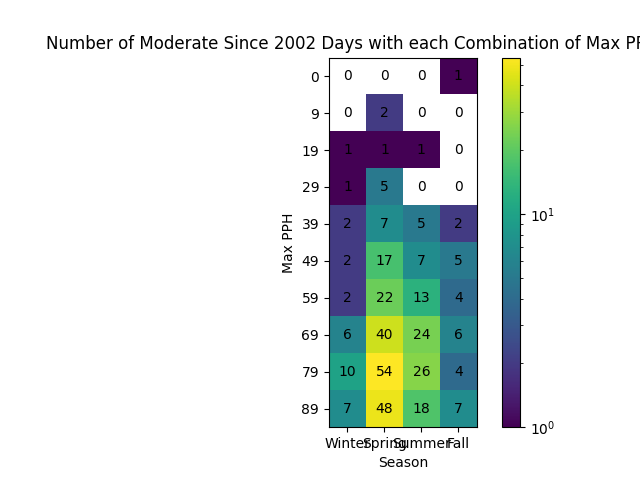 Number of Moderate Since 2002 Days with each Combination of Max
Max PPH
0 0 0 0 1
9 0 2 0 0
19 1 1 1 0
29 1 5 0 0
39 2 7 5 2
49 2 17 7 5
59 2 22 13 4
69 6 40 24 6
79 10 54 26 4
89 7 48 18 7
Winter Spring Summer Fall
Season
10¹
10⁰